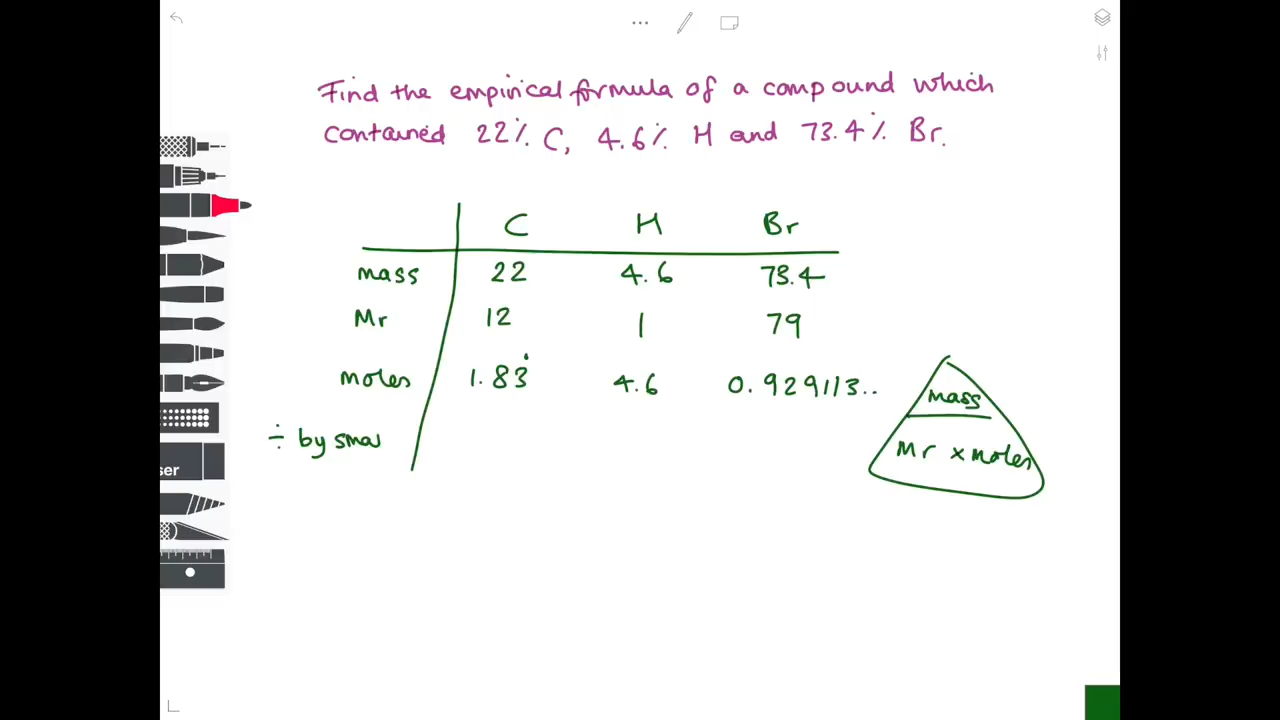 Find the empirical formula of a compound which
contained 22% C, 4.6% H and 73.4% Br.
C H Br
mass 22 4.6 73.4
Mr 12 1 79
moles 1.83̇ 4.6 0.929113..
÷ by smal
mass
Mr x moles
ser